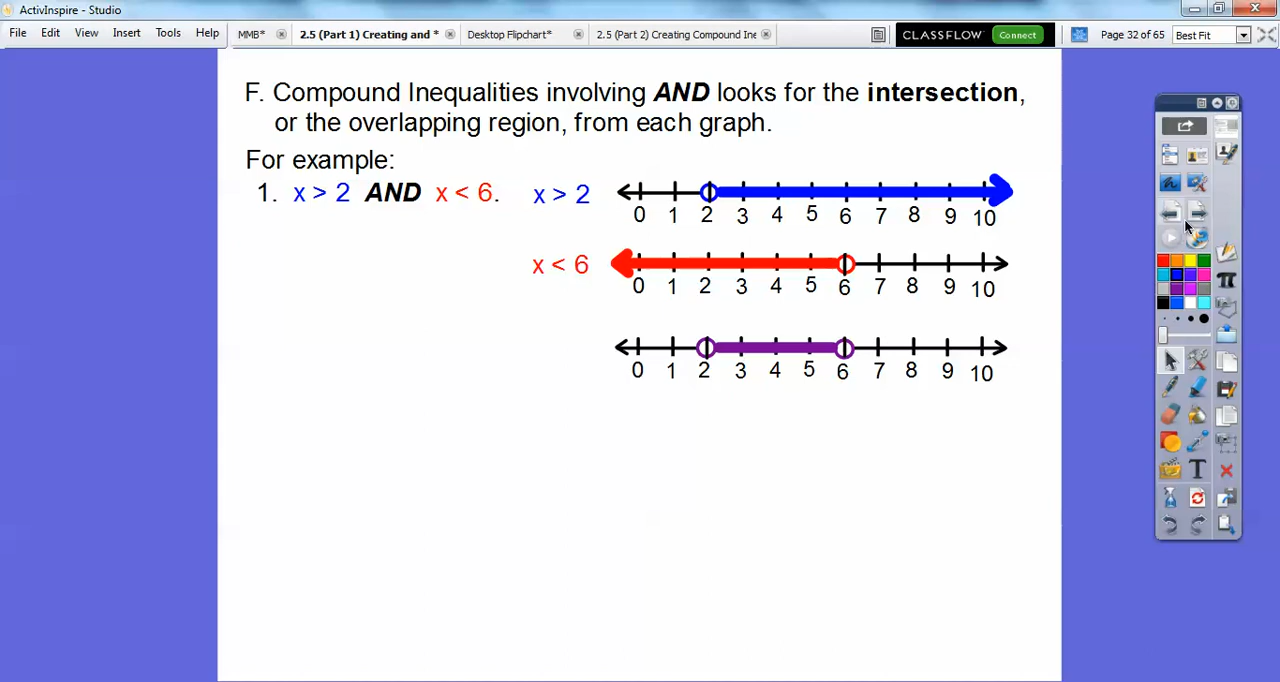 ActivInspire - Studio
File Edit View Insert Tools Help MMB* 2.5 (Part 1) Creating and * Desktop Flipchart* 2.5 (Part 2) Creating Compound Ine CLASSFLOW Connect Page 32 of 65 Best Fit
F. Compound Inequalities involving AND looks for the intersection,
or the overlapping region, from each graph.
For example:
1. x > 2 AND x < 6. x > 2
0 1 2 3 4 5 6 7 8 9 10
x < 6
0 1 2 3 4 5 6 7 8 9 10
0 1 2 3 4 5 6 7 8 9 10